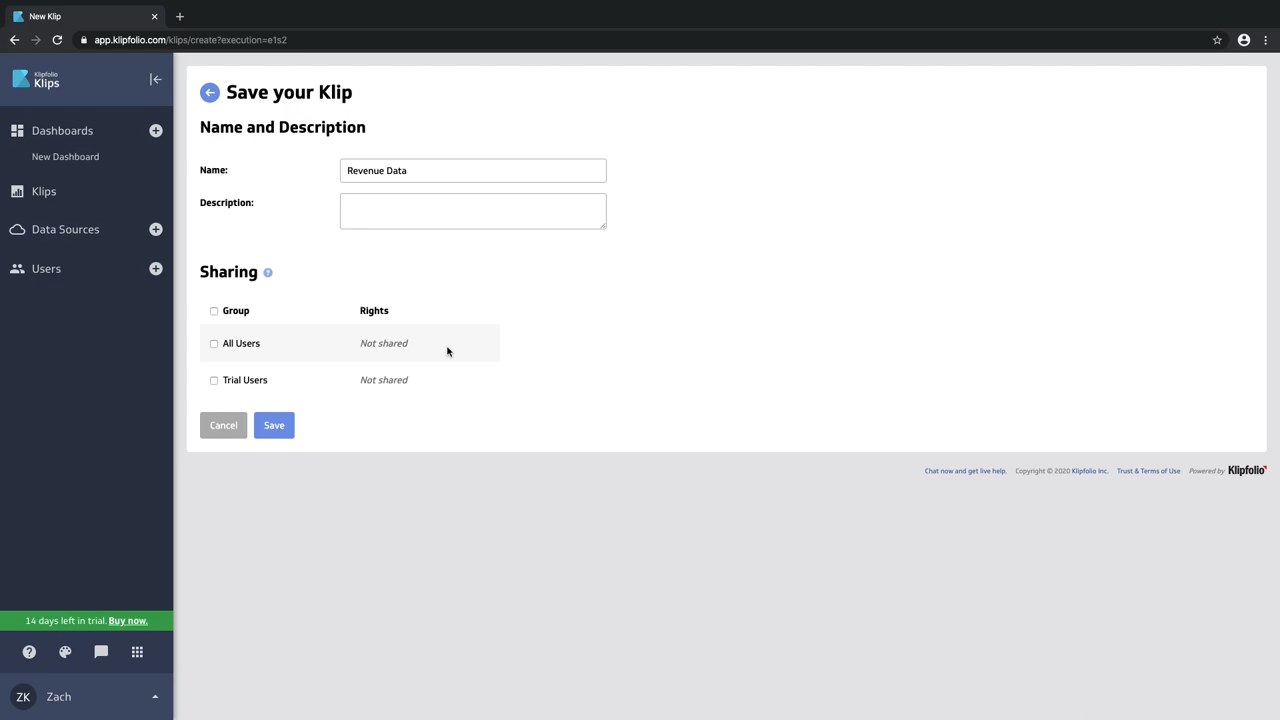 New Klip
app.klipfolio.com/klips/create?execution=e1s2
Klipfolio
Klips
Dashboards
New Dashboard
Klips
Data Sources
Users
14 days left in trial. Buy now.
ZK Zach
Save your Klip
Name and Description
Name: Revenue Data
Description:
Sharing
Group Rights
All Users Not shared
Trial Users Not shared
Cancel Save
Chat now and get live help. Copyright © 2020 Klipfolio Inc. Trust & Terms of Use Powered by Klipfolio